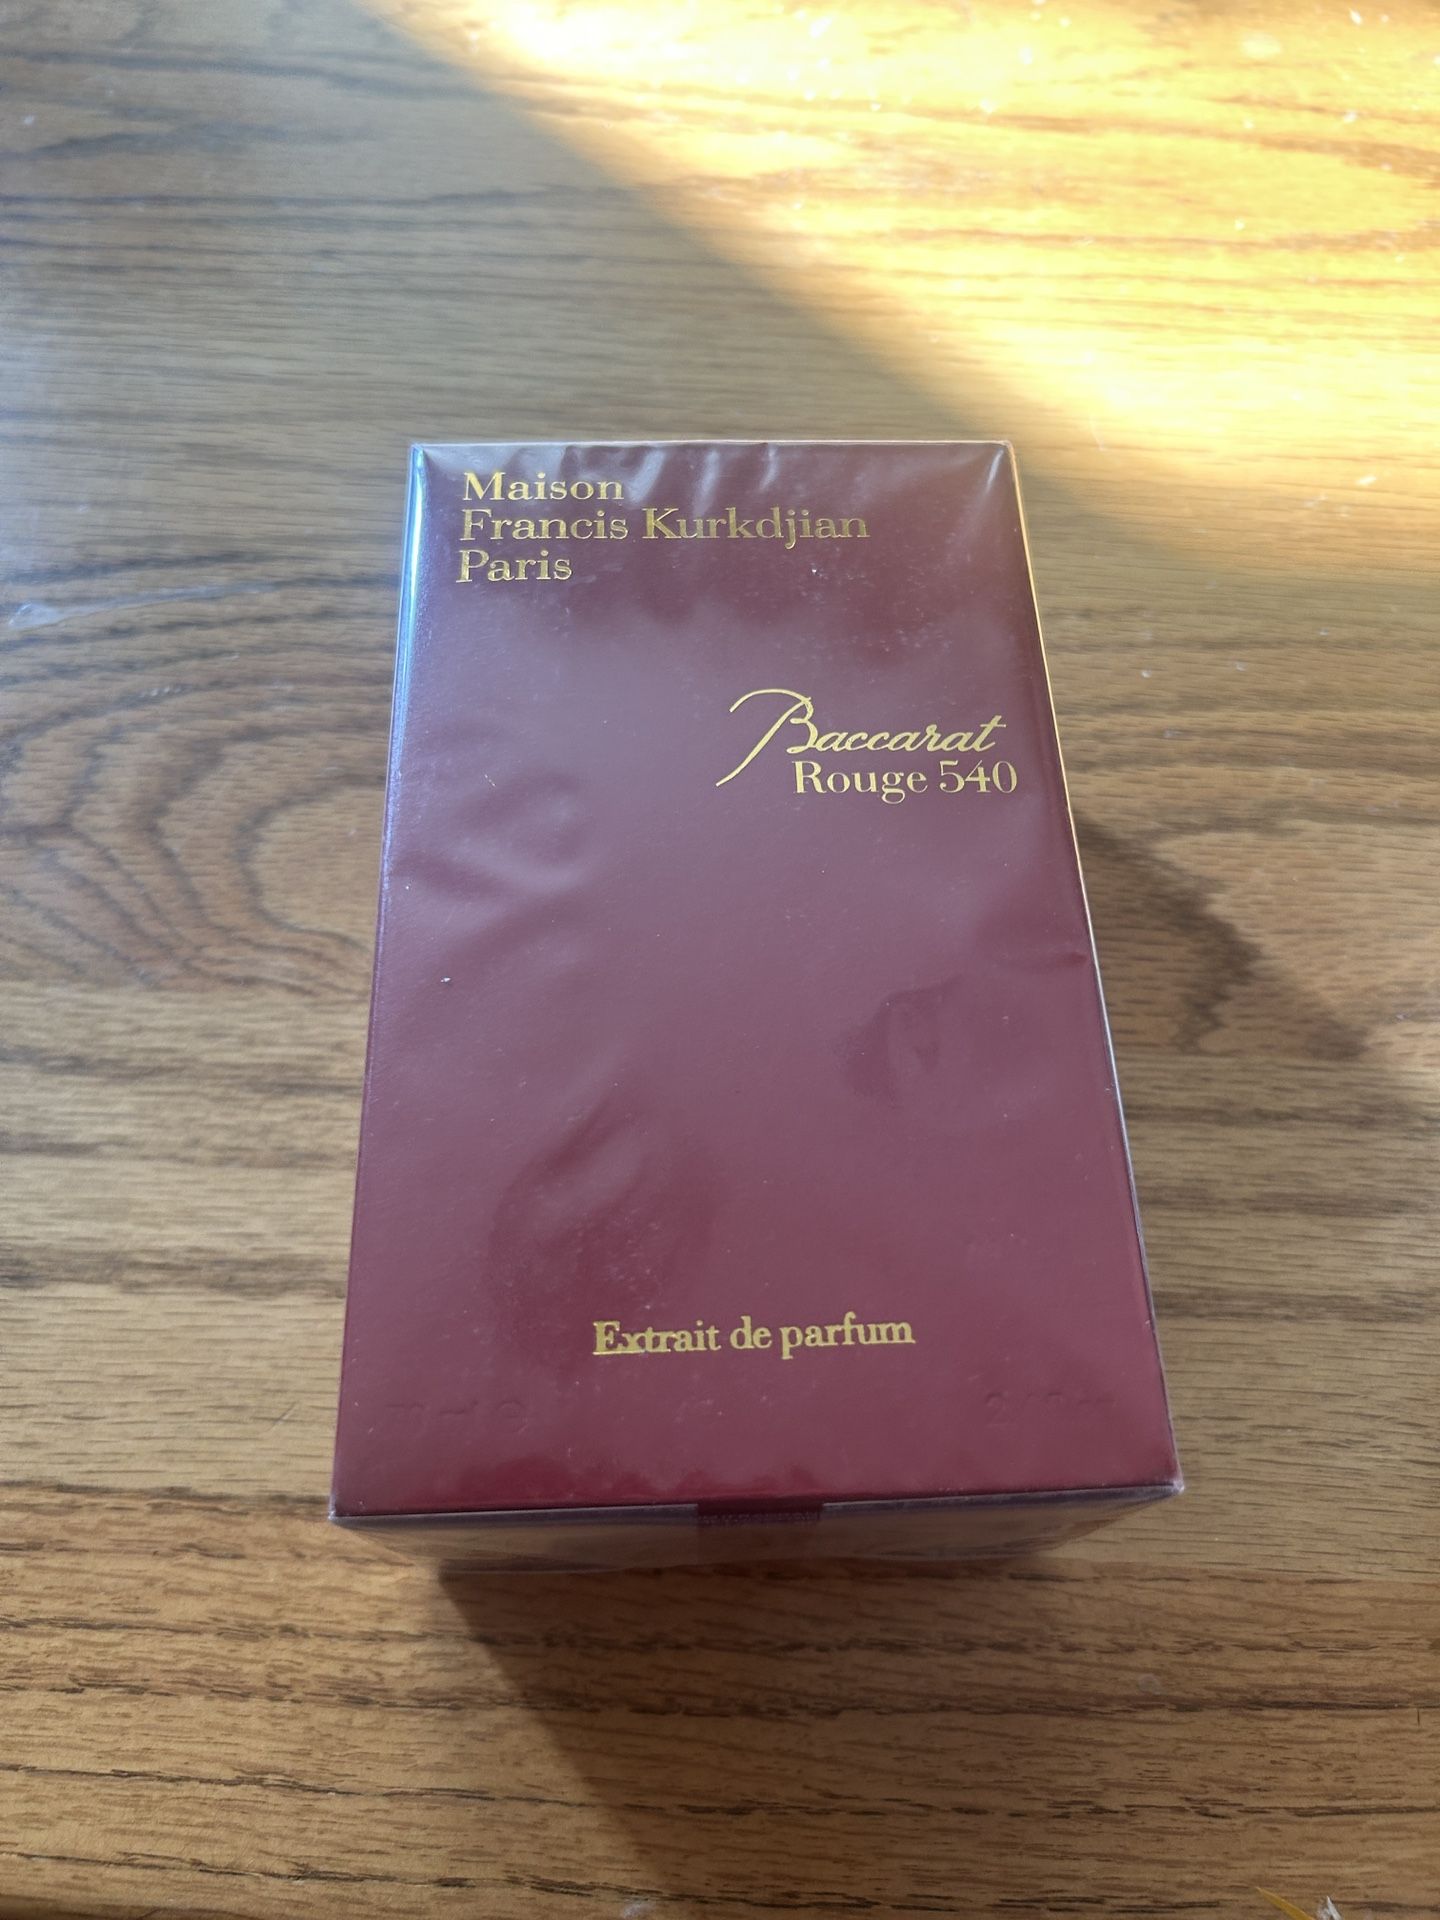 Maison
Francis Kurkdjian
Paris
Baccarat
Rouge 540
Extrait de parfum